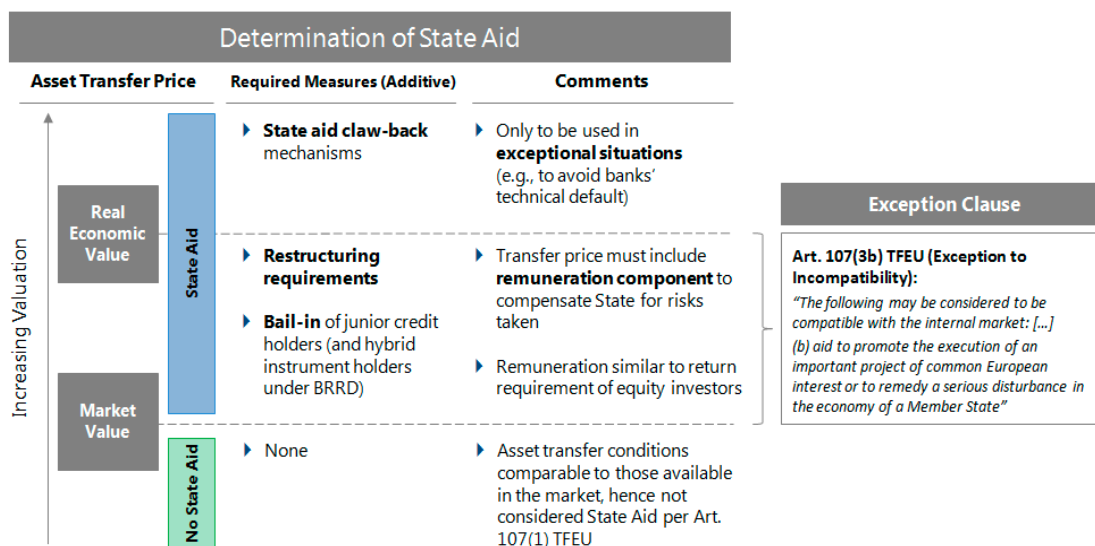 Determination of State Aid
Asset Transfer Price
Required Measures (Additive)
Comments
Increasing Valuation
Real
Economic
Value
Market
Value
State Aid
No State Aid
State aid claw-back
mechanisms
Only to be used in
exceptional situations
(e.g., to avoid banks‘
technical default)
Restructuring
requirements
Bail-in of junior credit
holders (and hybrid
instrument holders
under BRRD)
Transfer price must include
remuneration component to
compensate State for risks
taken
Remuneration similar to return
requirement of equity investors
None
Asset transfer conditions
comparable to those available
in the market, hence not
considered State Aid per Art.
107(1) TFEU
Exception Clause
Art. 107(3b) TFEU (Exception to
Incompatibility):
“The following may be considered to be
compatible with the internal market: [...]
(b) aid to promote the execution of an
important project of common European
interest or to remedy a serious disturbance in
the economy of a Member State”